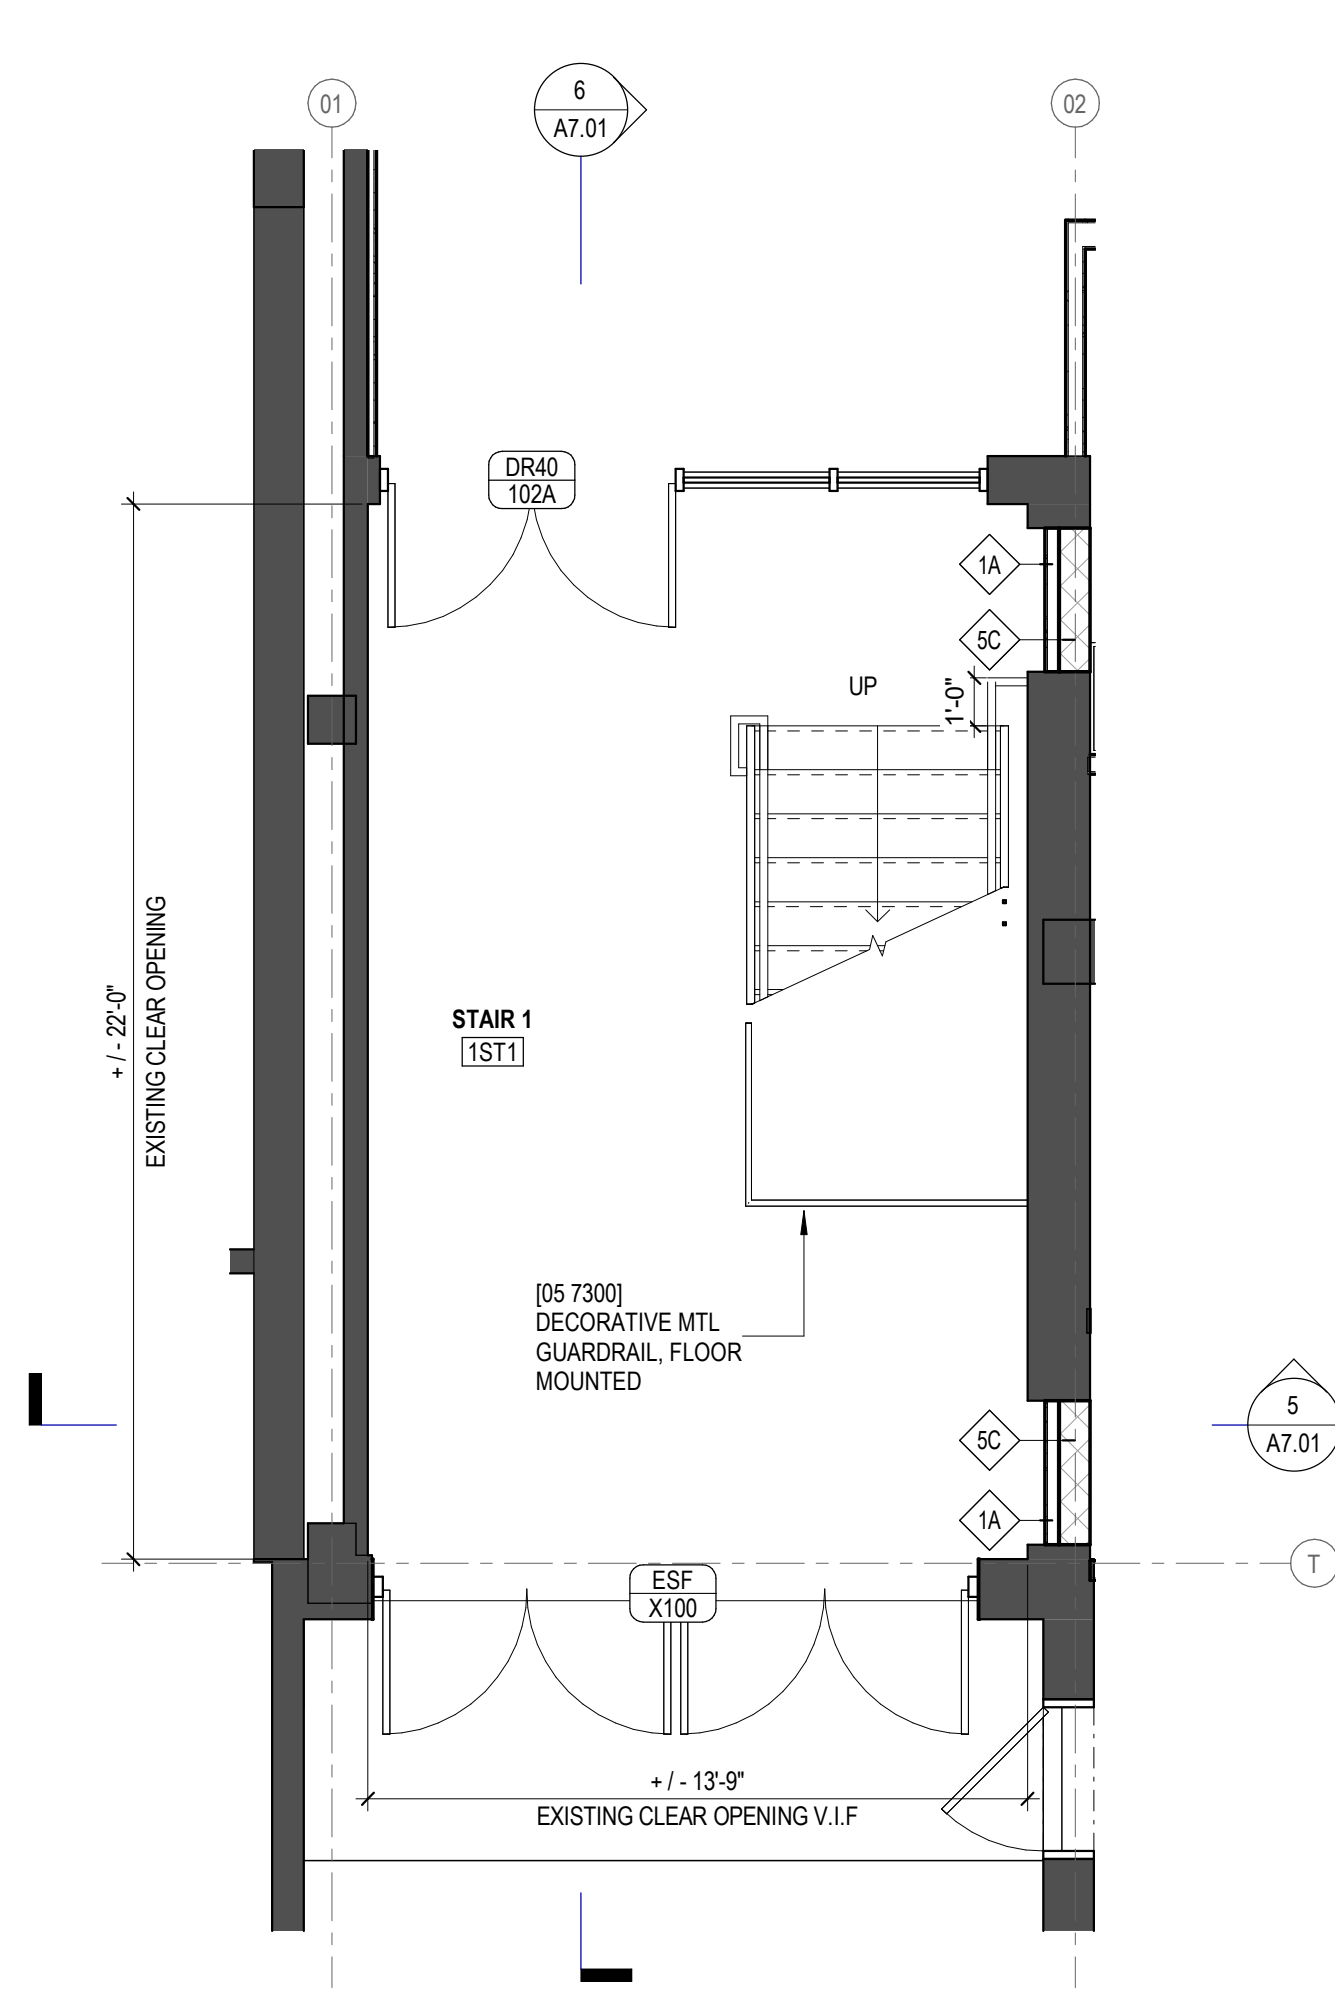 6
A7.01
01
02
DR40
102A
1A
5C
UP
1'-0"
+ / - 22'-0"
EXISTING CLEAR OPENING
STAIR 1
1ST1
[05 7300]
DECORATIVE MTL
GUARDRAIL, FLOOR
MOUNTED
5
A7.01
5C
1A
T
ESF
X100
+ / - 13'-9"
EXISTING CLEAR OPENING V.I.F